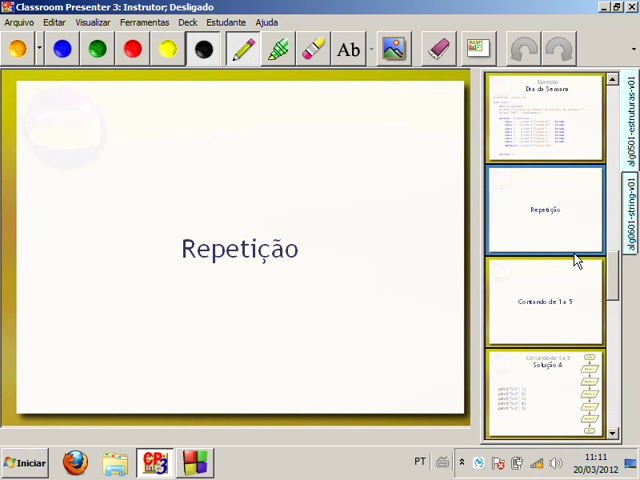 Classroom Presenter 3: Instrutor; Desligado
Arquivo Editar Visualizar Ferramentas Deck Estudante Ajuda
Ab
Repetição
Exemplo
Dia da Semana
Repetição
Contando de 1 a 5
Contando de 1 a 5
Solução A
alg0501-estruturas-v01
alg0601-string-v01
Iniciar
CP3
PT
11:11
20/03/2012